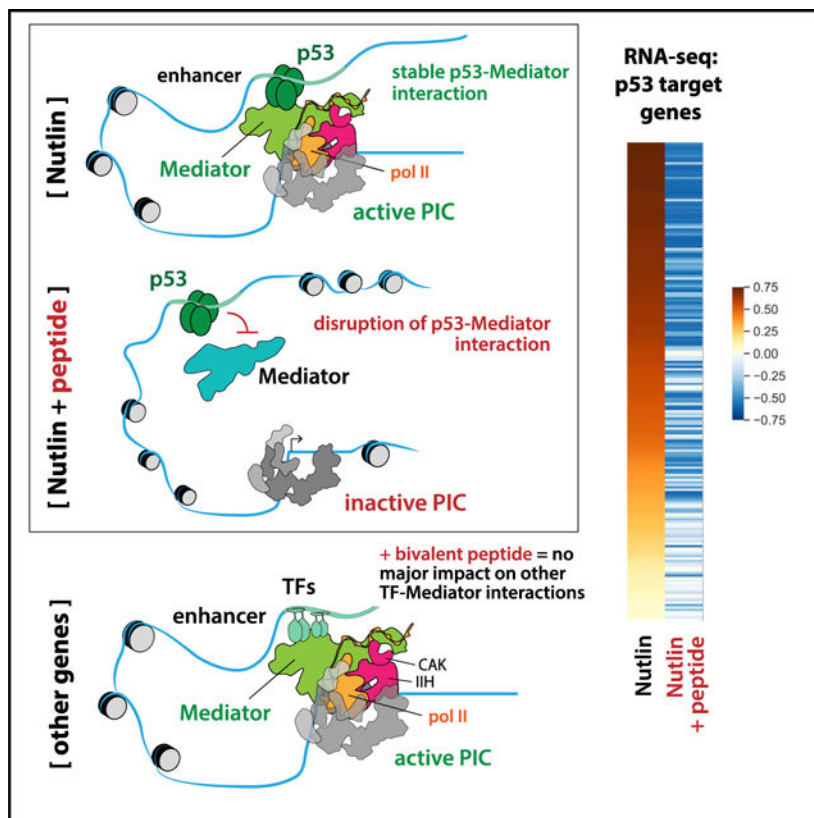 [ Nutlin]
enhancer
p53
stable p53-Mediator
interaction
Mediator
pol II
active PIC
[ Nutlin + peptide]
p53
disruption of p53-Mediator
interaction
Mediator
inactive PIC
[ other genes ]
+ bivalent peptide = no
major impact on other
TF-Mediator interactions
TFs
enhancer
CAK
IIH
Mediator
pol II
active PIC
RNA-seq:
p53 target
genes
0.75
0.50
0.25
0.00
−0.25
−0.50
−0.75
Nutlin
Nutlin
+ peptide